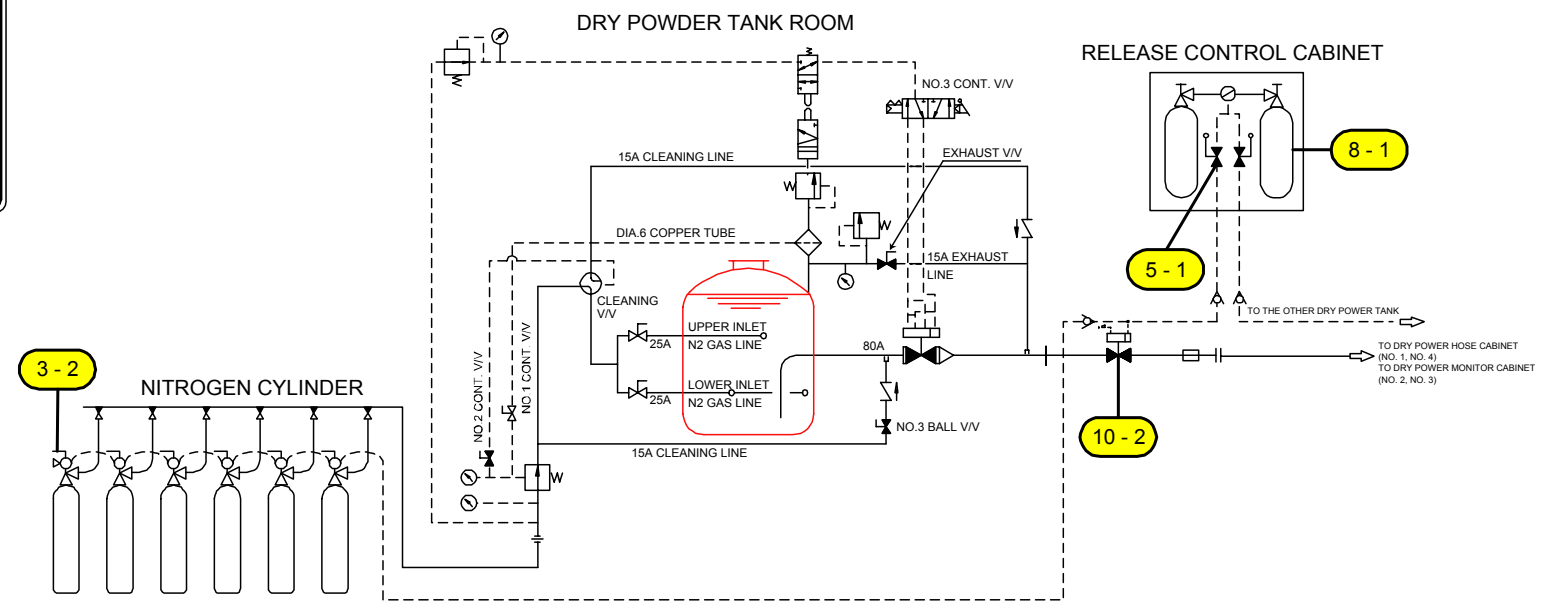 DRY POWDER TANK ROOM
RELEASE CONTROL CABINET
NO.3 CONT. V/V
EXHAUST V/V
15A CLEANING LINE
8 - 1
DIA.6 COPPER TUBE
15A EXHAUST
LINE
5 - 1
CLEANING
V/V
UPPER INLET
25A
N2 GAS LINE
80A
TO THE OTHER DRY POWER TANK
TO DRY POWER HOSE CABINET
(NO. 1, NO. 4)
TO DRY POWER MONITOR CABINET
(NO. 2, NO. 3)
3 - 2
NITROGEN CYLINDER
NO.2 CONT. V/V
NO.1 CONT. V/V
LOWER INLET
25A
N2 GAS LINE
NO.3 BALL V/V
10 - 2
15A CLEANING LINE